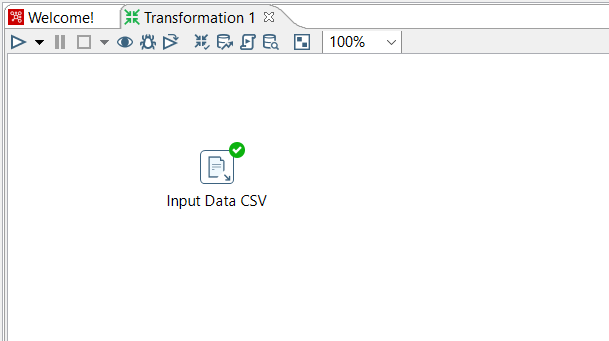 Welcome!
Transformation 1
100%
Input Data CSV